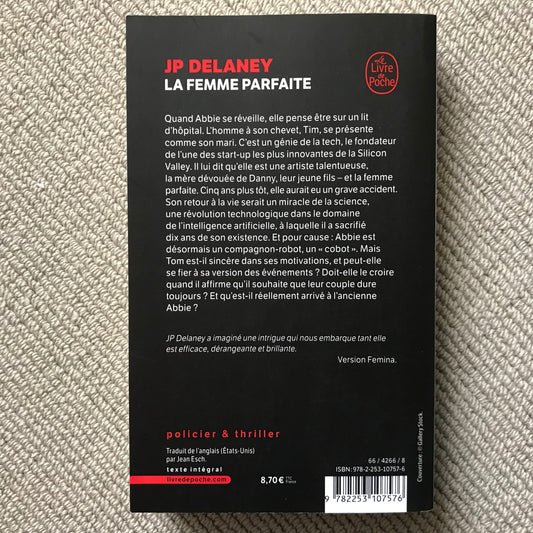 Le
Livre
de
Poche
JP DELANEY
LA FEMME PARFAITE
Quand Abbie se réveille, elle pense être sur un lit
d'hôpital. L'homme à son chevet, Tim, se présente
comme son mari. C'est un génie de la tech, le fondateur
de l'une des start-up les plus innovantes de la Silicon
Valley. Il lui dit qu'elle est une artiste talentueuse,
la mère dévouée de Danny, leur jeune fils – et la femme
parfaite. Cinq ans plus tôt, elle aurait eu un grave accident.
Son retour à la vie serait un miracle de la science,
une révolution technologique dans le domaine
de l'intelligence artificielle, à laquelle il a sacrifié
dix ans de son existence. Et pour cause : Abbie est
désormais un compagnon-robot, un « cobot ». Mais
Tom est-il sincère dans ses motivations, et peut-elle
se fier à sa version des événements ? Doit-elle le croire
quand il affirme qu'il souhaite que leur couple dure
toujours ? Et qu'est-il réellement arrivé à l'ancienne
Abbie ?
JP Delaney a imaginé une intrigue qui nous embarque tant elle
est efficace, dérangeante et brillante.
Version Femina.
policier & thriller
Traduit de l'anglais (États-Unis)
par Jean Esch.
texte intégral
livredepoche.com
8,70 € TTC
France
66 / 4266 / 8
ISBN : 978-2-253-10757-6
9 782253 107576
Couverture : © Gallery Stock.